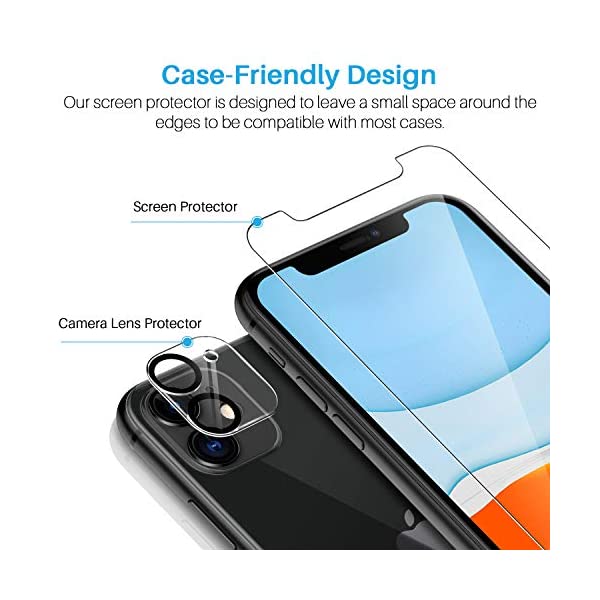 Case-Friendly Design
Our screen protector is designed to leave a small space around the
edges to be compatible with most cases.
Screen Protector
Camera Lens Protector